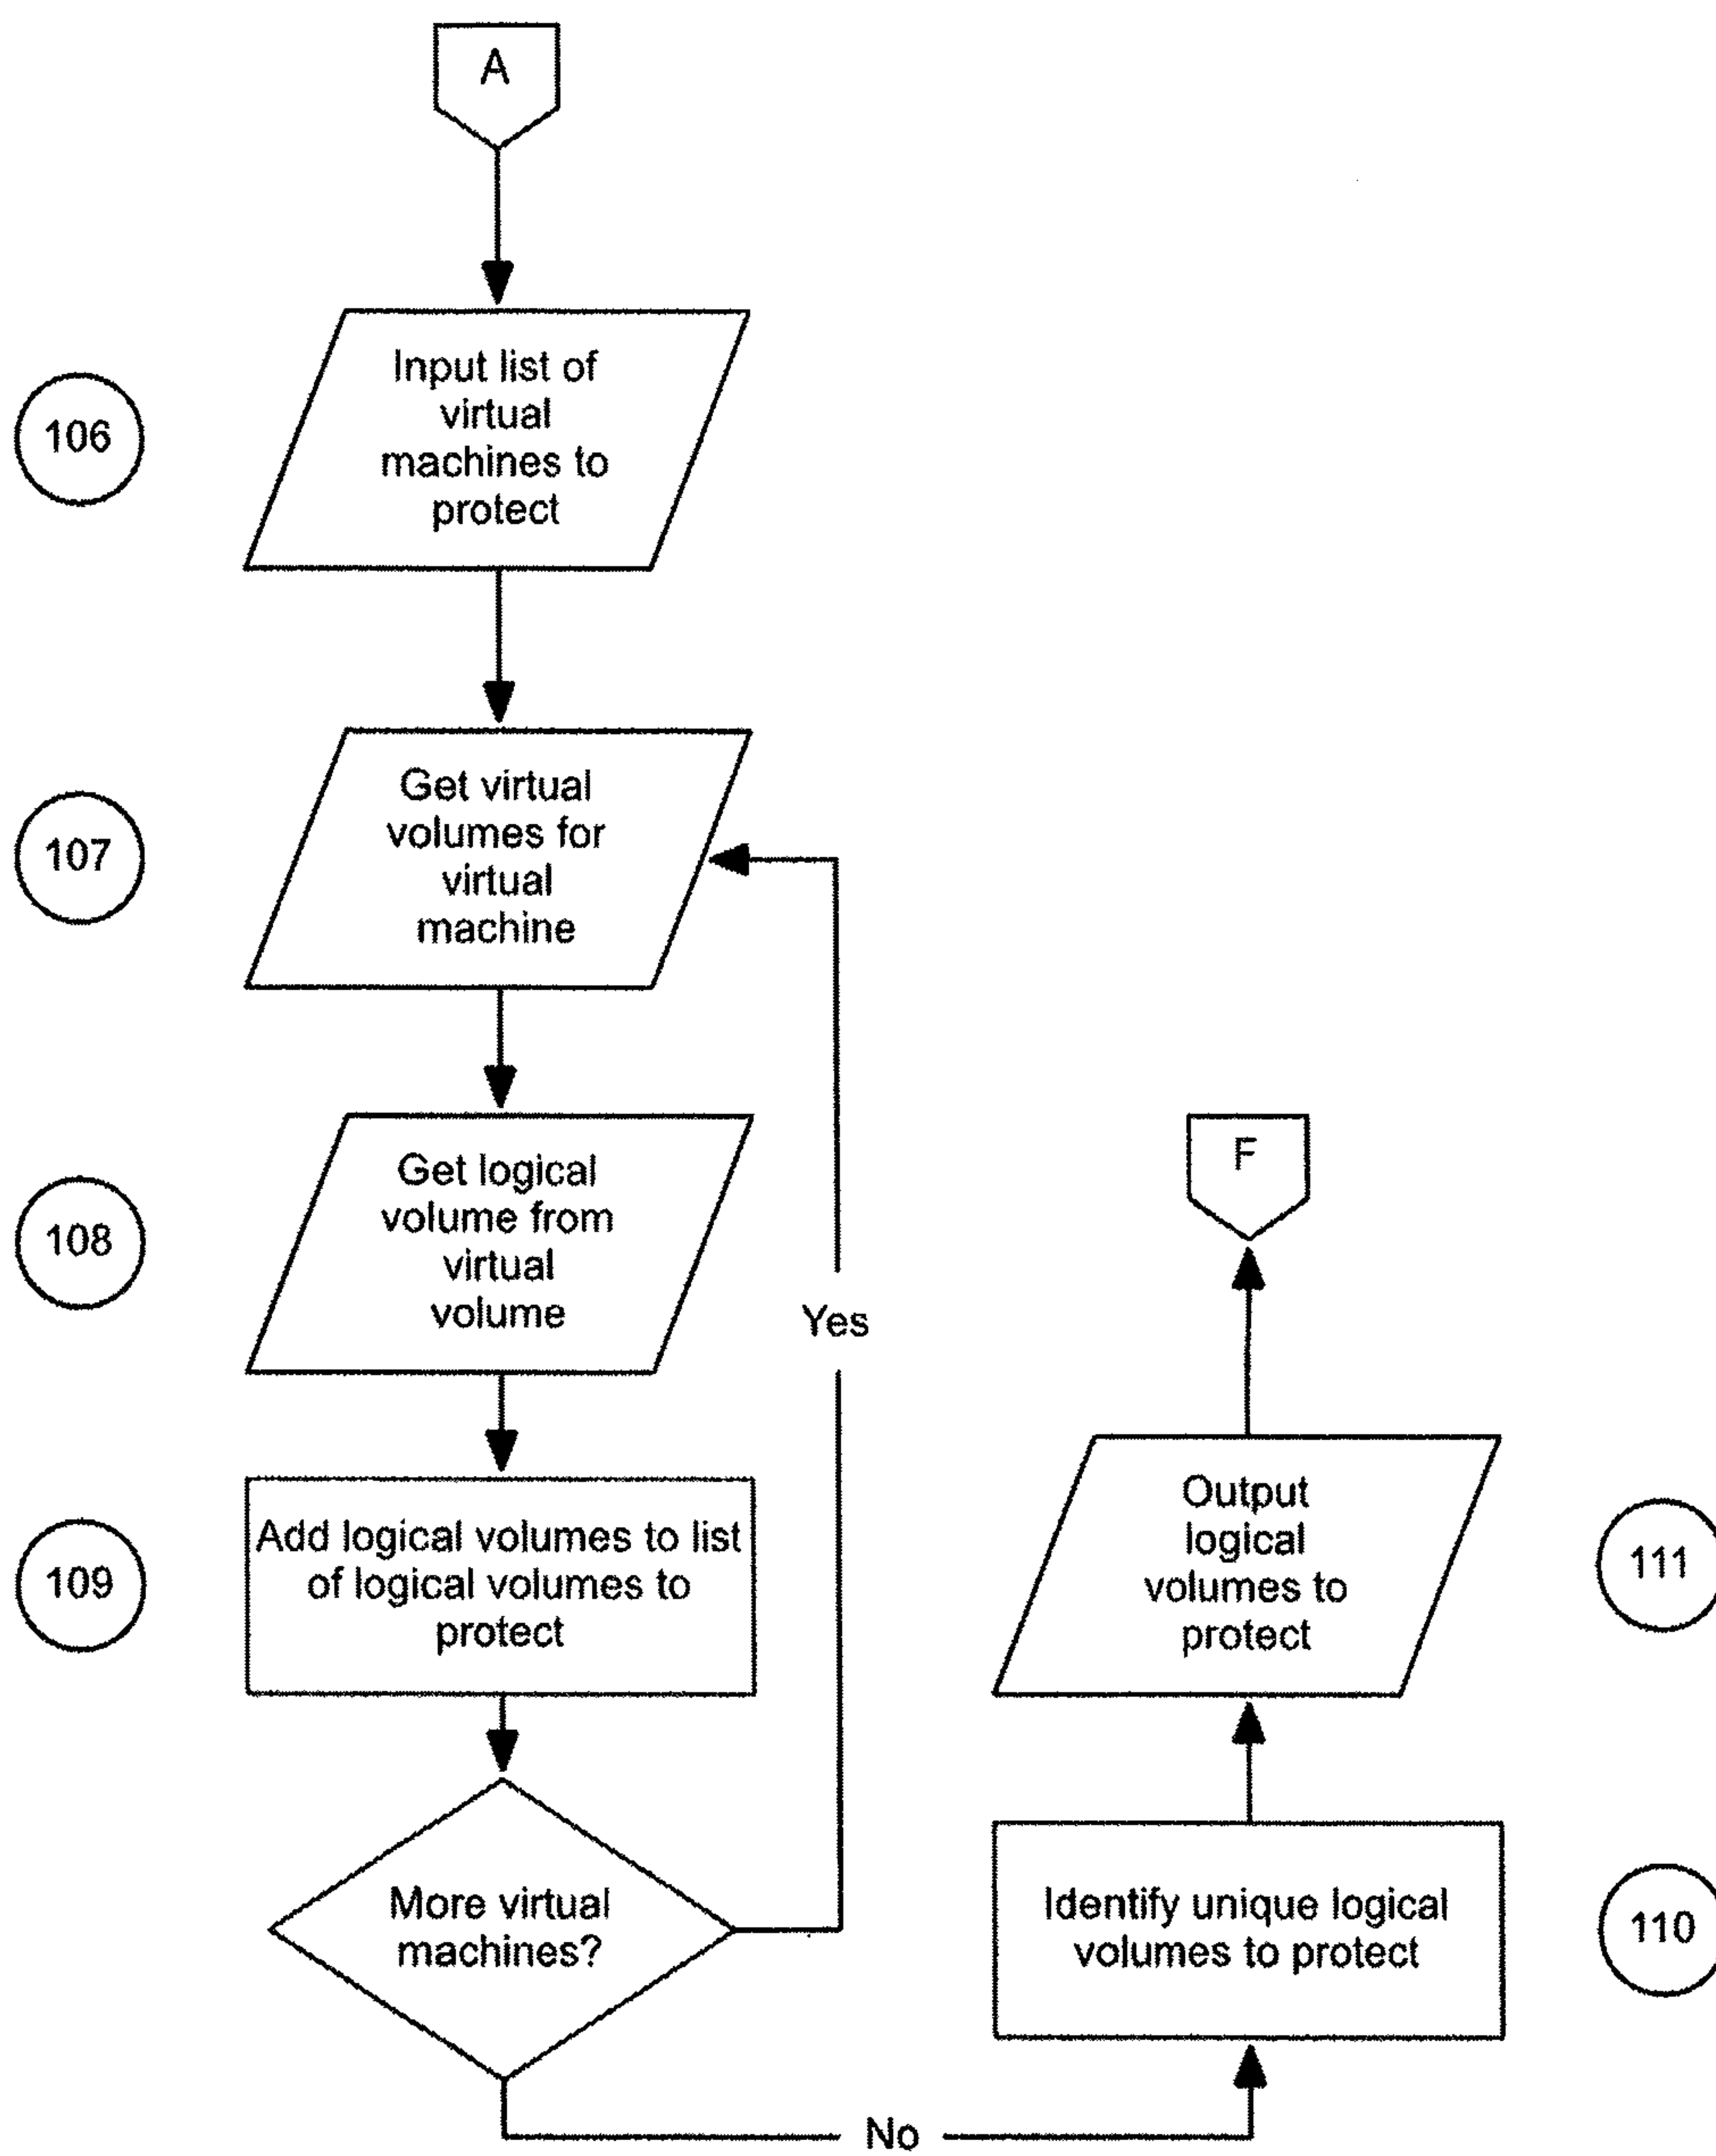 A
106
Input list of
virtual
machines to
protect
107
Get virtual
volumes for
virtual
machine
108
Get logical
volume from
virtual
volume
Yes
109
Add logical volumes to list
of logical volumes to
protect
More virtual
machines?
No
110
Identify unique logical
volumes to protect
111
Output
logical
volumes to
protect
F